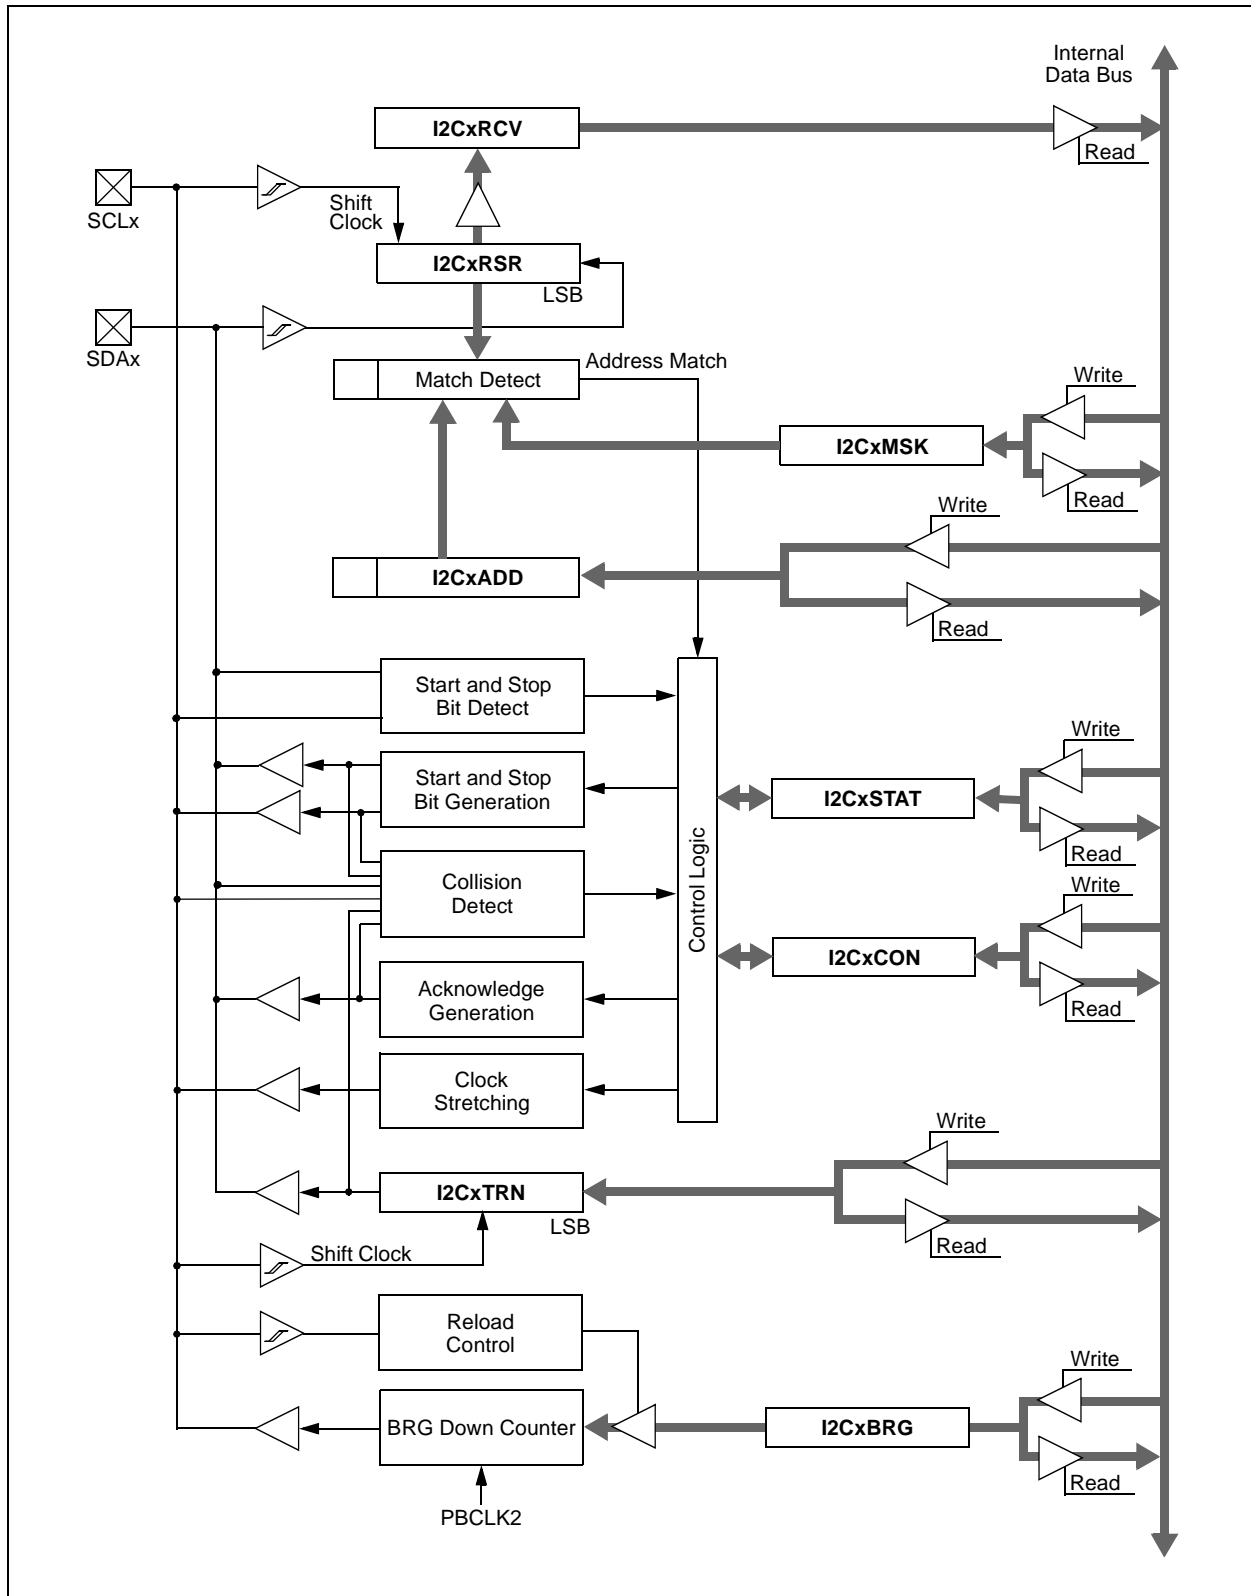 Internal
Data Bus
I2CxRCV
Read
SCLx
Shift
Clock
I2CxRSR
LSB
SDAx
Address Match
Match Detect
Write
I2CxMSK
Read
Write
I2CxADD
Read
Start and Stop
Bit Detect
Write
Start and Stop
Bit Generation
I2CxSTAT
Read
Control Logic
Collision
Detect
Write
I2CxCON
Acknowledge
Generation
Read
Clock
Stretching
Write
I2CxTRN
LSB
Read
Shift Clock
Reload
Control
Write
BRG Down Counter
I2CxBRG
Read
PBCLK2